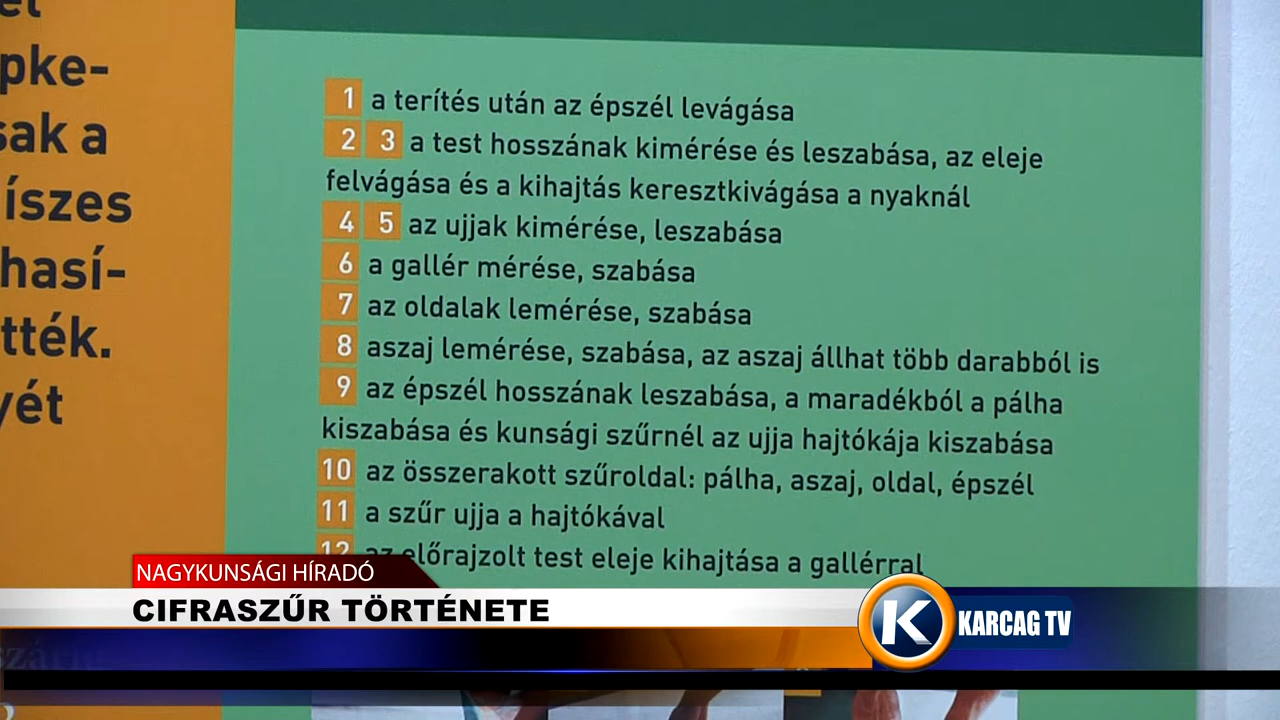 pke-
sak a
íszes
hasí-
tték.
yét
1 a terítés után az épszél levágása
2 3 a test hosszának kimérése és leszabása, az eleje
felvágása és a kihajtás keresztkivágása a nyaknál
4 5 az ujjak kimérése, leszabása
6 a gallér mérése, szabása
7 az oldalak lemérése, szabása
8 aszaj lemérése, szabása, az aszaj állhat több darabból is
9 az épszél hosszának leszabása, a maradékból a pálha
kiszabása és kunsági szűrnél az ujja hajtókája kiszabása
10 az összerakott szűroldal: pálha, aszaj, oldal, épszél
11 a szűr ujja a hajtókával
12 az előrajzolt test eleje kihajtása a gallérral
NAGYKUNSÁGI HÍRADÓ
CIFRASZŰR TÖRTÉNETE
K KARCAG TV